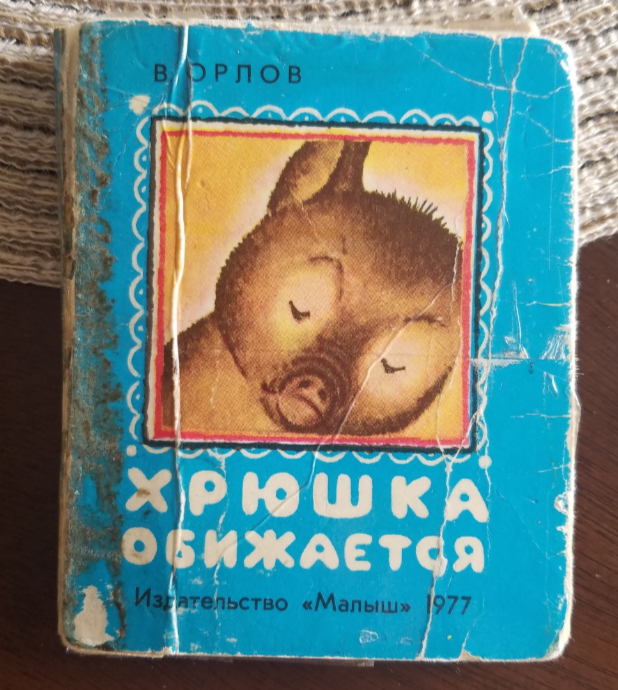 В. ОРЛОВ
ХРЮШКА
ОБИЖАЕТСЯ
Издательство «Малыш» 1977